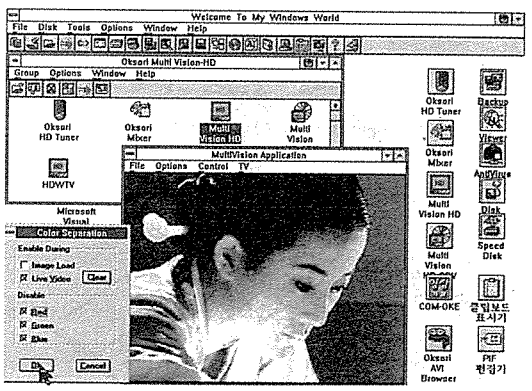 Welcome To My Windows World
File Disk Tools Options Window Help
Oksori Multi Vision-HD
Group Options Window Help
Oksori HD Tuner
Oksori Mixer
Multi Vision HD
Multi Vision
HDWTV
Microsoft Visual
MultiVision Application
File Options Control TV
Color Separation
Enable During
Image Load
Live Video
Clear
Disable
Red
Green
Blue
Cancel
Oksori HD Tuner
Backup
Viewer
Oksori Mixer
AntiVirus
Multi Vision HD
Disk
Multi Vision
Speed Disk
COM-OKE
클립보드 표시기
Oksori AVI Browser
PIF 편집기